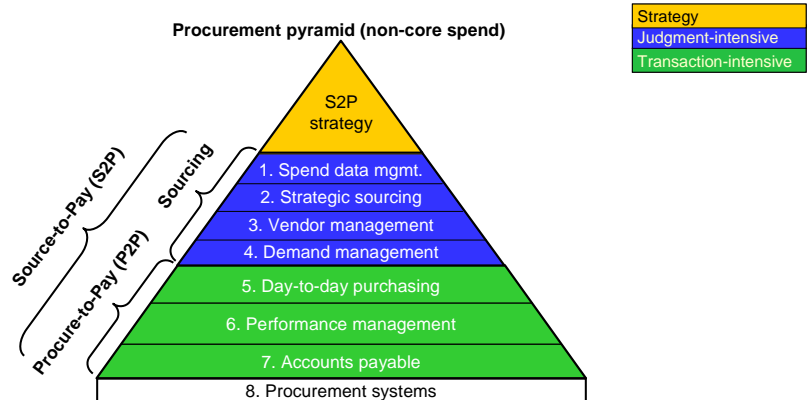 Procurement pyramid (non-core spend)
Strategy
Judgment-intensive
Transaction-intensive
S2P
strategy
Source-to-Pay (S2P)
Sourcing
Procure-to-Pay (P2P)
1. Spend data mgmt.
2. Strategic sourcing
3. Vendor management
4. Demand management
5. Day-to-day purchasing
6. Performance management
7. Accounts payable
8. Procurement systems